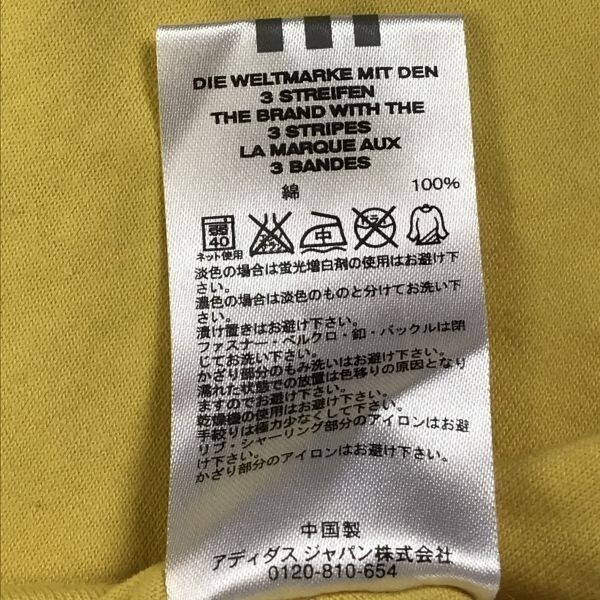 DIE WELTMARKE MIT DEN
3 STREIFEN
THE BRAND WITH THE
3 STRIPES
LA MARQUE AUX
3 BANDES
綿 100%
弱
40
中
ネット使用
淡色の場合は蛍光増白剤の使用はお避け下
さい。
濃色の場合は淡色のものと分けてお洗い下
さい。
漬け置きはお避け下さい。
ファスナー・ベルクロ・釦・バックルは閉
じてお洗い下さい。
かざり部分のもみ洗いはお避け下さい。
濡れた状態での放置は色移りの原因となり
ますのでお避け下さい。
乾燥機の使用はお避け下さい。
手絞りは極力少なくして下さい。
リブ・シャーリング部分のアイロンはお避
け下さい。
かざり部分のアイロンはお避け下さい。
中国製
アディダス ジャパン株式会社
0120-810-654